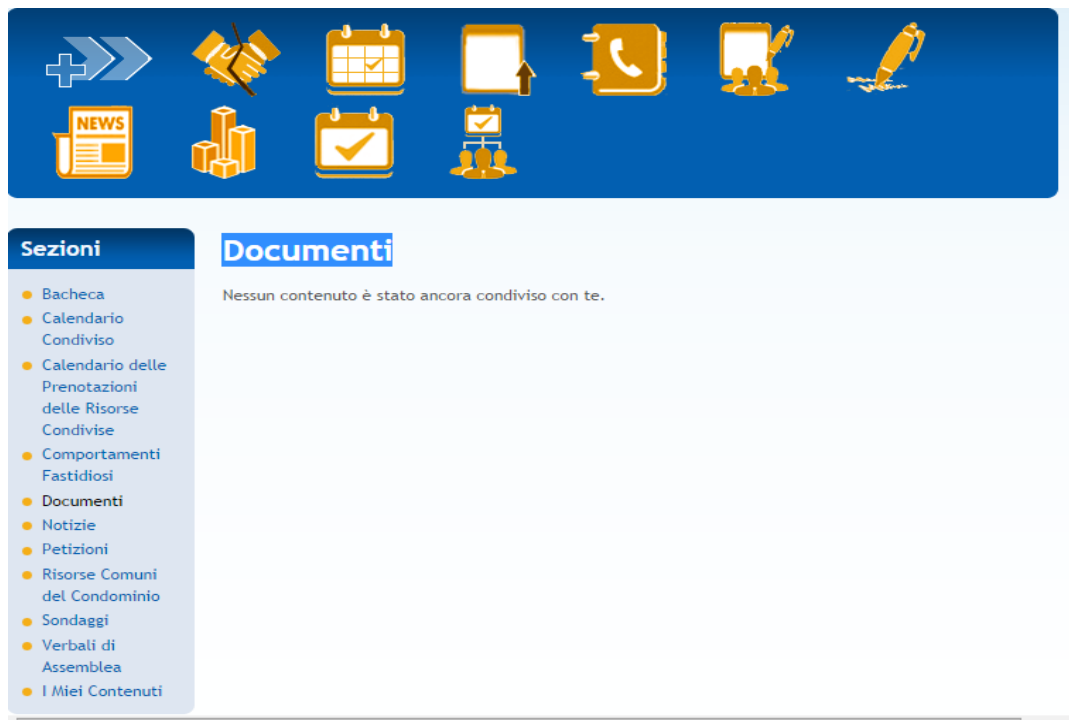 NEWS
Sezioni
Bacheca
Calendario
Condiviso
Calendario delle
Prenotazioni
delle Risorse
Condivise
Comportamenti
Fastidiosi
Documenti
Notizie
Petizioni
Risorse Comuni
del Condominio
Sondaggi
Verbali di
Assemblea
I Miei Contenuti
Documenti
Nessun contenuto è stato ancora condiviso con te.